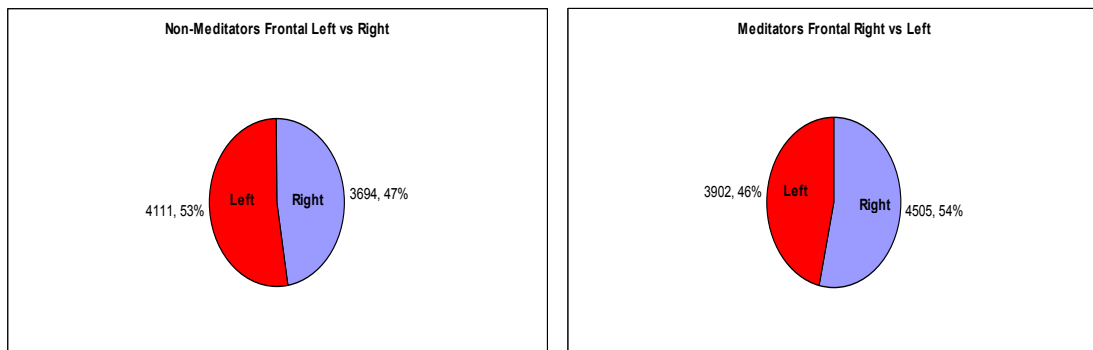 Non-Meditators Frontal Left vs Right
Left
Right
4111, 53%
3694, 47%
Meditators Frontal Right vs Left
Left
Right
3902, 46%
4505, 54%